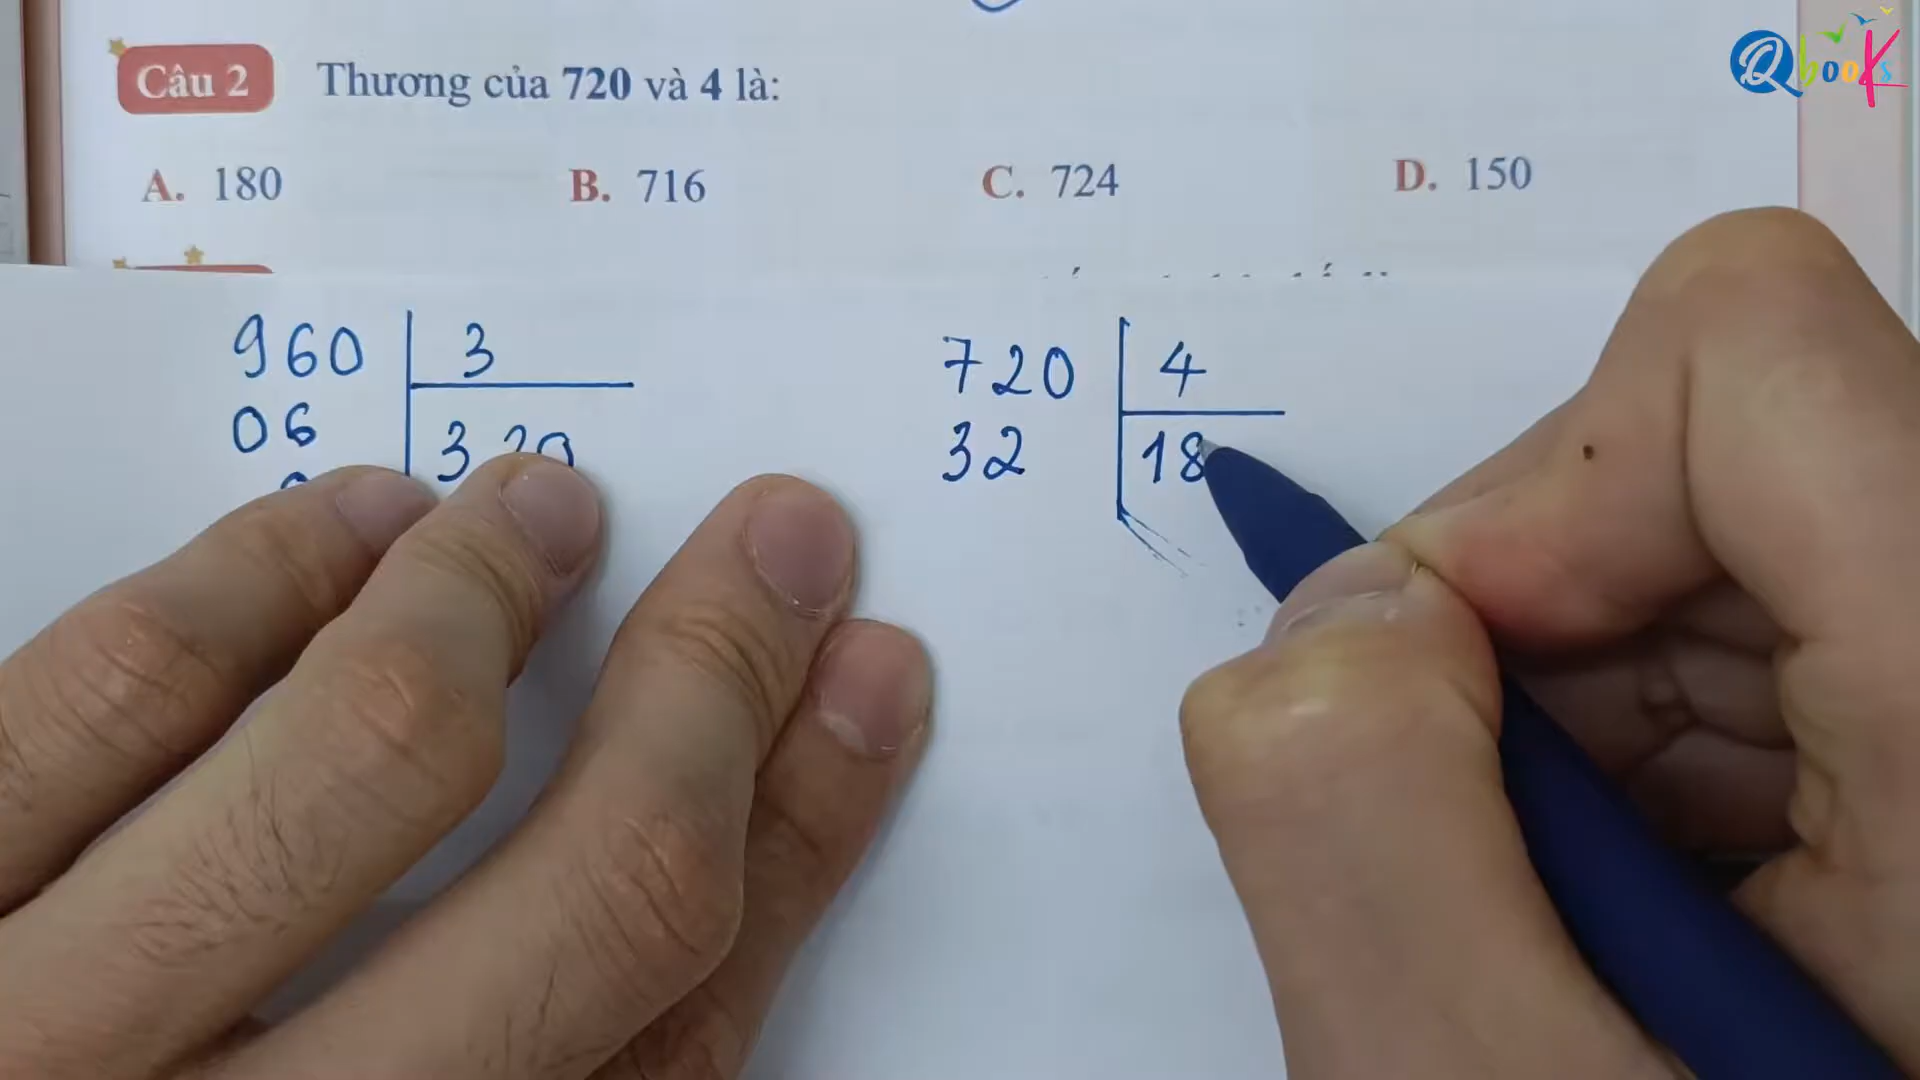 Câu 2 Thương của 720 và 4 là:
A. 180 B. 716 C. 724 D. 150
960 3
06 320
720 4
32 18
Qbooks